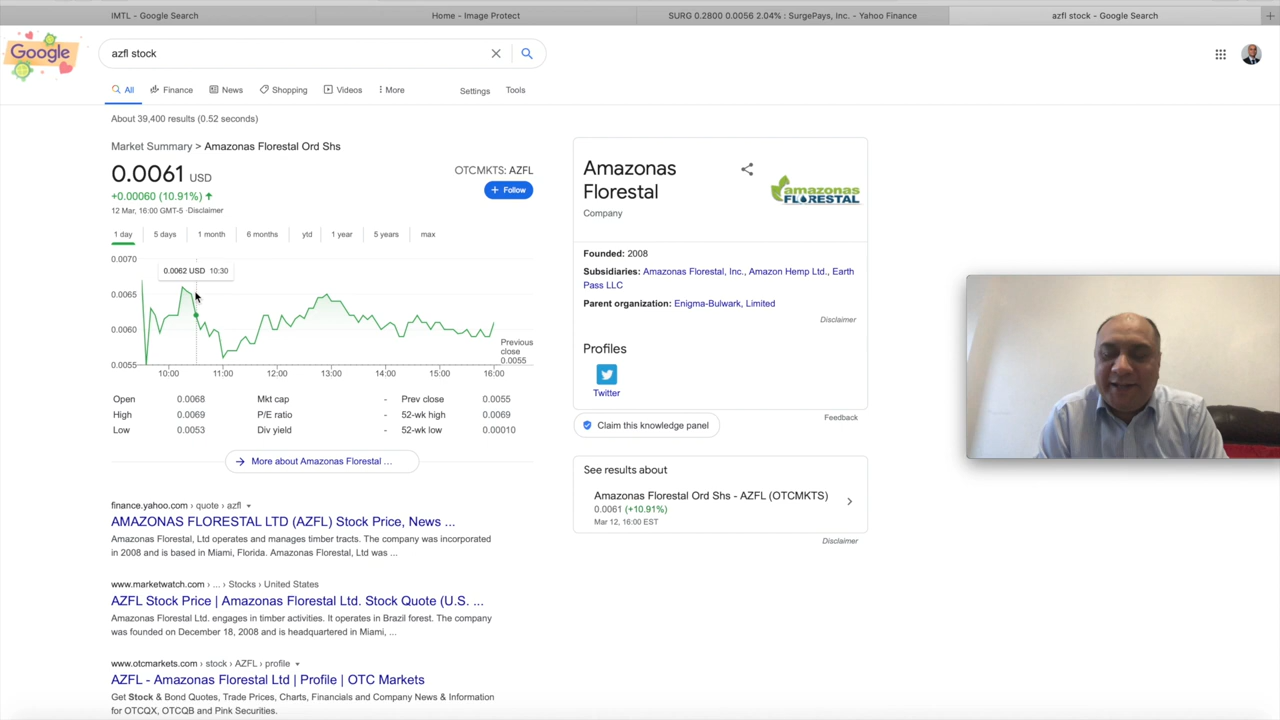 IMTL - Google Search
Home - Image Protect
SURG 0.2800 0.0056 2.04% : SurgePays, Inc. - Yahoo Finance
azfl stock - Google Search
Google
azfl stock
All
Finance
News
Shopping
Videos
More
Settings
Tools
About 39,400 results (0.52 seconds)
Market Summary > Amazonas Florestal Ord Shs
0.0061 USD
OTCMKTS: AZFL
+0.00060 (10.91%)
+ Follow
12 Mar, 16:00 GMT-5 · Disclaimer
1 day
5 days
1 month
6 months
ytd
1 year
5 years
max
0.0070
0.0062 USD 10:30
0.0065
0.0060
0.0055
Previous
close
0.0055
10:00
11:00
12:00
13:00
14:00
15:00
16:00
Open 0.0068 Mkt cap - Prev close 0.0055
High 0.0069 P/E ratio - 52-wk high 0.0069
Low 0.0053 Div yield - 52-wk low 0.00010
More about Amazonas Florestal ...
finance.yahoo.com › quote › azfl
AMAZONAS FLORESTAL LTD (AZFL) Stock Price, News ...
Amazonas Florestal, Ltd operates and manages timber tracts. The company was incorporated
in 2008 and is based in Miami, Florida. Amazonas Florestal, Ltd was ...
www.marketwatch.com › ... › Stocks › United States
AZFL Stock Price | Amazonas Florestal Ltd. Stock Quote (U.S. ...
Amazonas Florestal Ltd. engages in timber activities. It operates in Brazil forest. The company
was founded on December 18, 2008 and is headquartered in Miami, ...
www.otcmarkets.com › stock › AZFL › profile
AZFL - Amazonas Florestal Ltd | Profile | OTC Markets
Get Stock & Bond Quotes, Trade Prices, Charts, Financials and Company News & Information
for OTCQX, OTCQB and Pink Securities.
Amazonas
Florestal
Company
amazonas
FLORESTAL
Founded: 2008
Subsidiaries: Amazonas Florestal, Inc., Amazon Hemp Ltd., Earth
Pass LLC
Parent organization: Enigma-Bulwark, Limited
Disclaimer
Profiles
Twitter
Claim this knowledge panel
Feedback
See results about
Amazonas Florestal Ord Shs - AZFL (OTCMKTS)
0.0061 (+10.91%)
Mar 12, 16:00 EST
Disclaimer